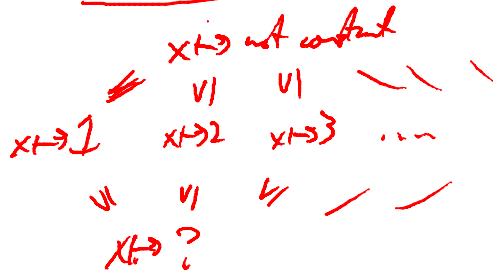 x ↦ not constant
≤ ∨| ∨|
x ↦ 1 x ↦ 2 x ↦ 3 ....
∨| ∨| ∨|
x ↦ ?